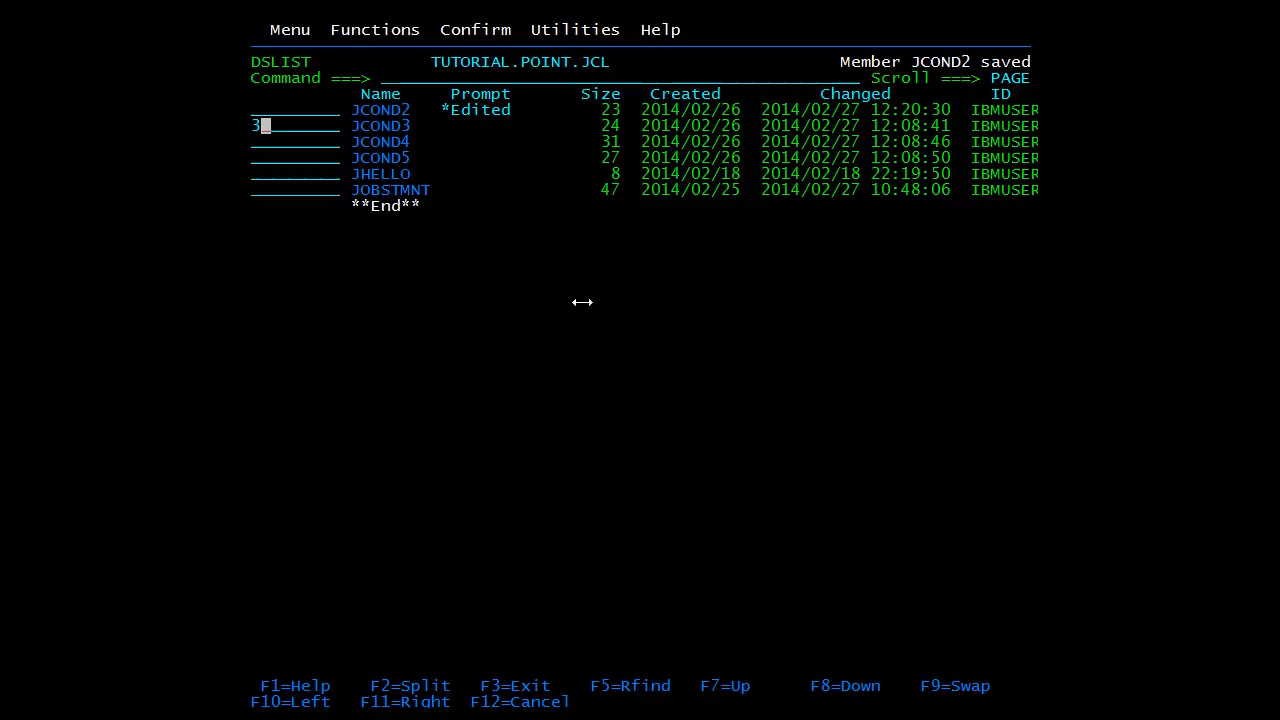 Menu Functions Confirm Utilities Help
DSLIST TUTORIAL.POINT.JCL Member JCOND2 saved
Command ===> Scroll ===> PAGE
Name Prompt Size Created Changed ID
JCOND2 *Edited 23 2014/02/26 2014/02/27 12:20:30 IBMUSER
3 JCOND3 24 2014/02/26 2014/02/27 12:08:41 IBMUSER
JCOND4 31 2014/02/26 2014/02/27 12:08:46 IBMUSER
JCOND5 27 2014/02/26 2014/02/27 12:08:50 IBMUSER
JHELLO 8 2014/02/18 2014/02/18 22:19:50 IBMUSER
JOBSTMNT 47 2014/02/25 2014/02/27 10:48:06 IBMUSER
**End**
F1=Help F2=Split F3=Exit F5=Rfind F7=Up F8=Down F9=Swap
F10=Left F11=Right F12=Cancel